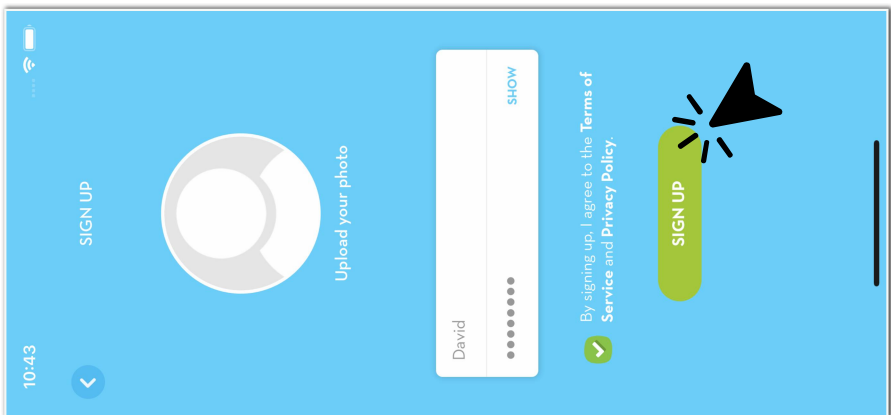 10:43
SIGN UP
Upload your photo
David
●●●●●●●●
SHOW
By signing up, I agree to the Terms of
Service and Privacy Policy.
SIGN UP